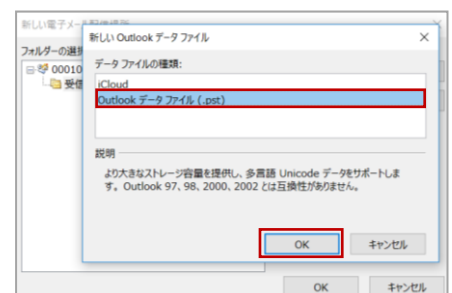 新しい電子メール配信場所
新しい Outlook データ ファイル
フォルダーの選択
データ ファイルの種類:
00010
受信
iCloud
Outlook データ ファイル (.pst)
説明
より大きなストレージ容量を提供し、多言語 Unicode データをサポートしま
す。Outlook 97、98、2000、2002 とは互換性がありません。
OK キャンセル
OK キャンセル